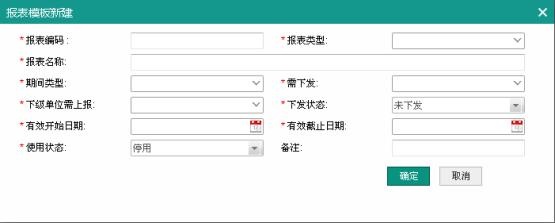 报表模板新建
*报表编码: *报表类型:
*报表名称:
*期间类型: *需下发:
*下级单位需上报: *下发状态: 未下发
*有效开始日期: *有效截止日期:
*使用状态: 停用 备注:
确定 取消